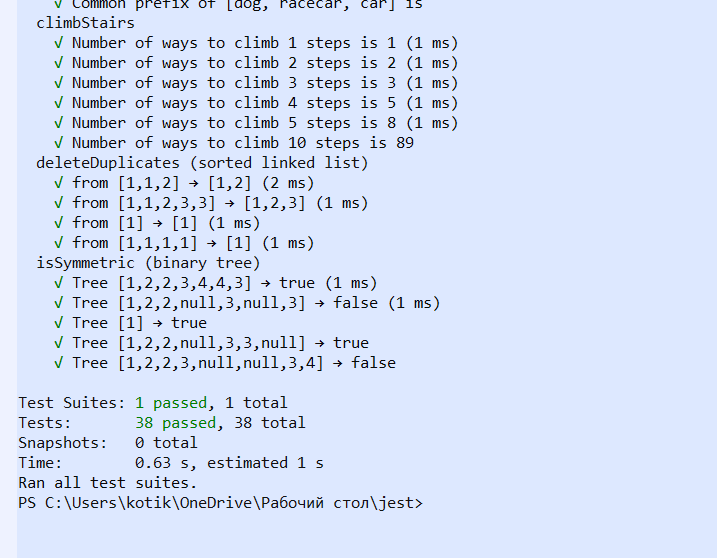 √ Common prefix of [dog, racecar, car] is
climbStairs
√ Number of ways to climb 1 steps is 1 (1 ms)
√ Number of ways to climb 2 steps is 2 (1 ms)
√ Number of ways to climb 3 steps is 3 (1 ms)
√ Number of ways to climb 4 steps is 5 (1 ms)
√ Number of ways to climb 5 steps is 8 (1 ms)
√ Number of ways to climb 10 steps is 89
deleteDuplicates (sorted linked list)
√ from [1,1,2] → [1,2] (2 ms)
√ from [1,1,2,3,3] → [1,2,3] (1 ms)
√ from [1] → [1] (1 ms)
√ from [1,1,1,1] → [1] (1 ms)
isSymmetric (binary tree)
√ Tree [1,2,2,3,4,4,3] → true (1 ms)
√ Tree [1,2,2,null,3,null,3] → false (1 ms)
√ Tree [1] → true
√ Tree [1,2,2,null,3,3,null] → true
√ Tree [1,2,2,3,null,null,3,4] → false
Test Suites: 1 passed, 1 total
Tests: 38 passed, 38 total
Snapshots: 0 total
Time: 0.63 s, estimated 1 s
Ran all test suites.
PS C:\Users\kotik\OneDrive\Рабочий стол\jest>